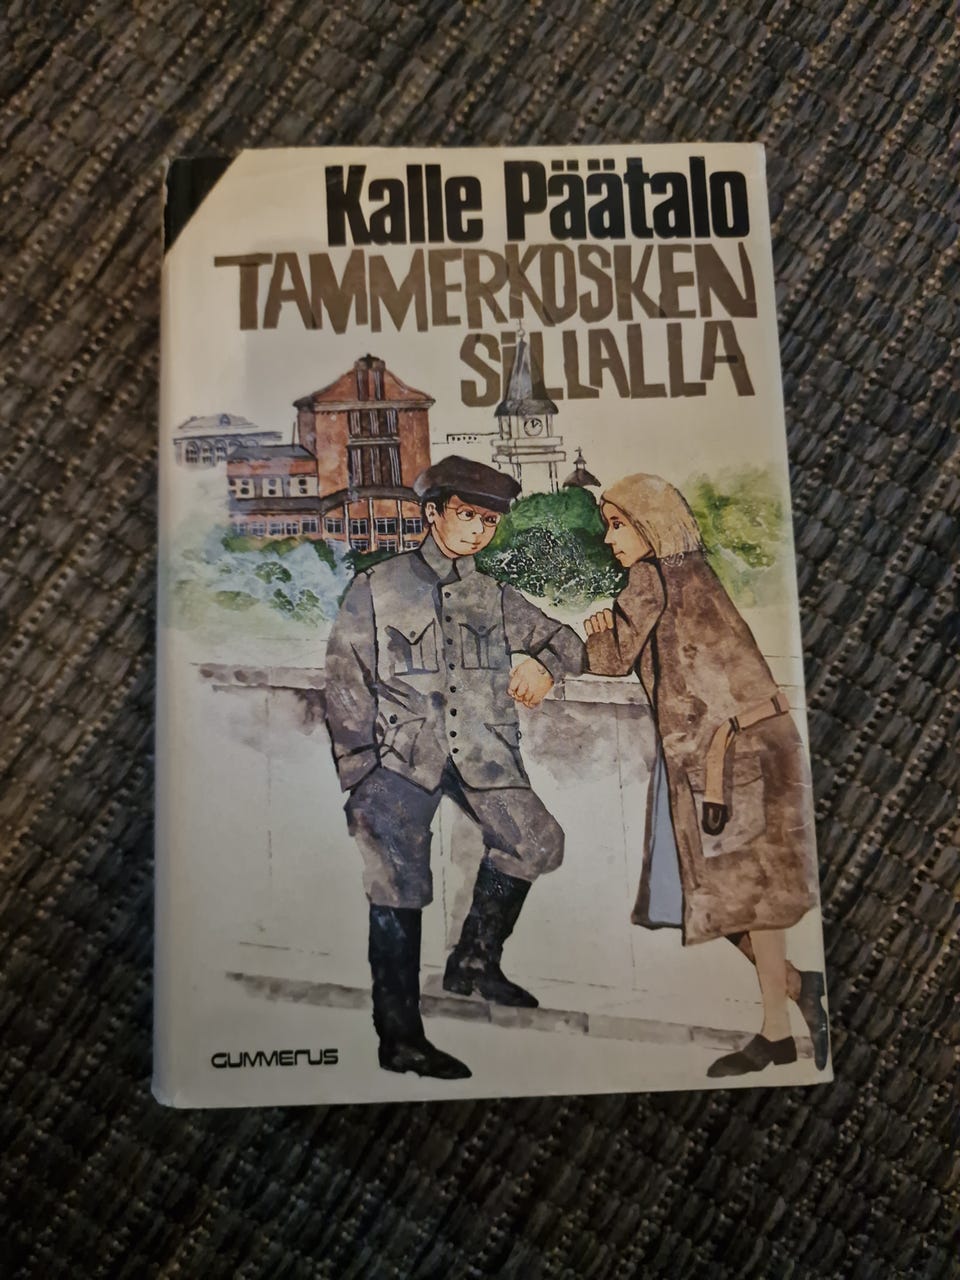 Kalle Päätalo
TAMMERKOSKEN
SiLLALLA
GUMMERUS